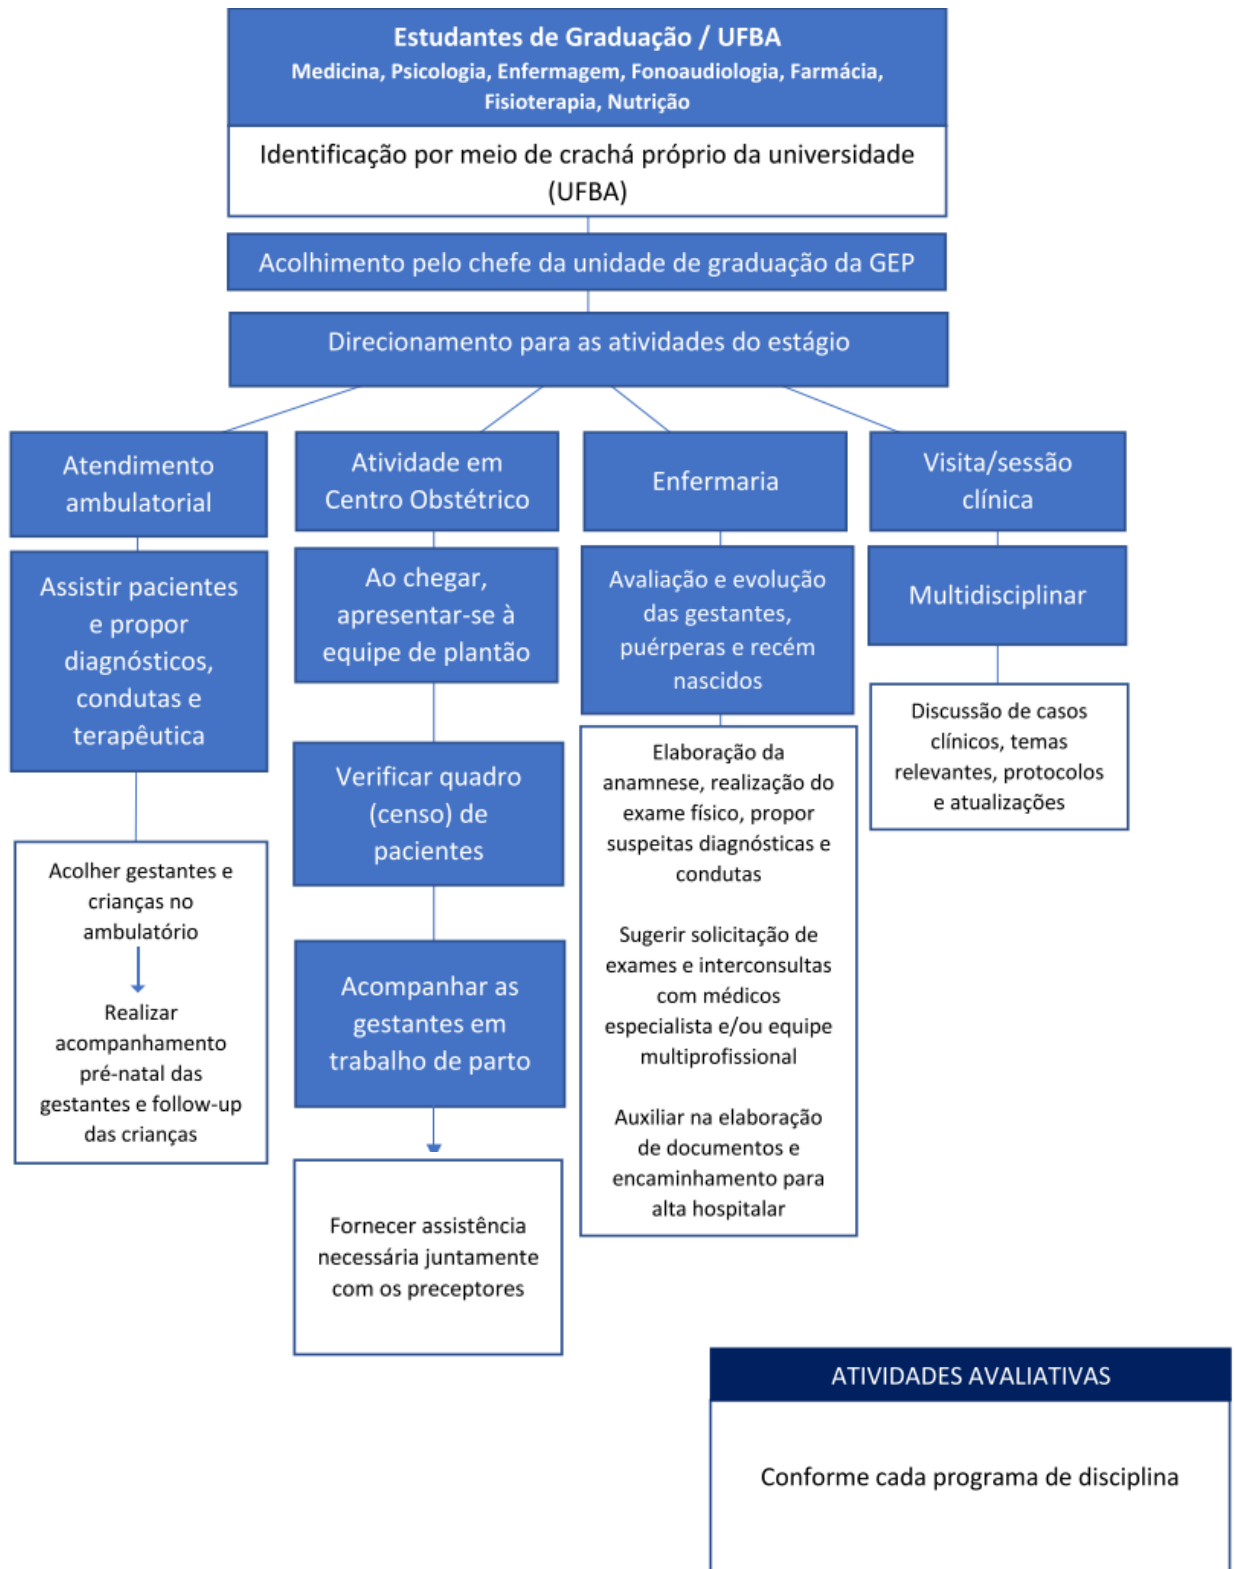 Estudantes de Graduação / UFBA
Medicina, Psicologia, Enfermagem, Fonoaudiologia, Farmácia,
Fisioterapia, Nutrição
Identificação por meio de crachá próprio da universidade
(UFBA)
Acolhimento pelo chefe da unidade de graduação da GEP
Direcionamento para as atividades do estágio
Atendimento
ambulatorial
Assistir pacientes
e propor
diagnósticos,
condutas e
terapêutica
Acolher gestantes e
crianças no
ambulatório
Realizar
acompanhamento
pré-natal das
gestantes e follow-up
das crianças
Atividade em
Centro Obstétrico
Ao chegar,
apresentar-se à
equipe de plantão
Verificar quadro
(censo) de
pacientes
Acompanhar as
gestantes em
trabalho de parto
Fornecer assistência
necessária juntamente
com os preceptores
Enfermaria
Avaliação e evolução
das gestantes,
puérperas e recém
nascidos
Elaboração da
anamnese, realização do
exame físico, propor
suspeitas diagnósticas e
condutas
Sugerir solicitação de
exames e interconsultas
com médicos
especialista e/ou equipe
multiprofissional
Auxiliar na elaboração
de documentos e
encaminhamento para
alta hospitalar
Visita/sessão
clínica
Multidisciplinar
Discussão de casos
clínicos, temas
relevantes, protocolos
e atualizações
ATIVIDADES AVALIATIVAS
Conforme cada programa de disciplina